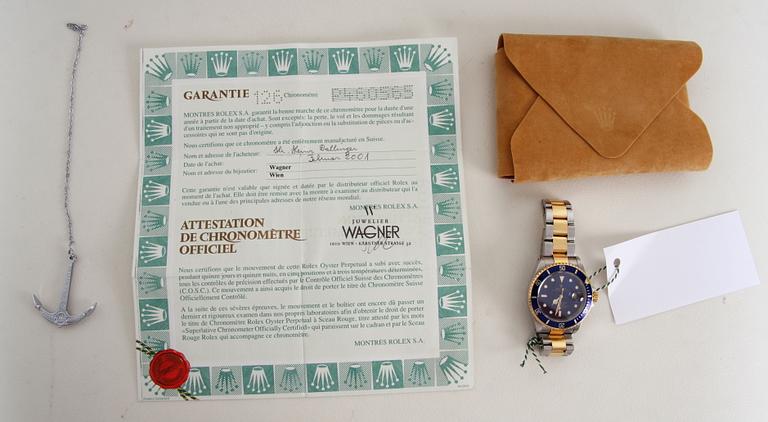 GARANTIE 126 Chronomètre P460565
MONTRES ROLEX S.A. garantit la bonne marche de ce chronomètre pour la durée d'une
année à partir de la date d'achat. Sont exceptés: la perte, le vol et les dommages résultant
d'un traitement non approprié – y compris l'adjonction ou la substitution de pièces ou d'ac-
cessoires qui ne sont pas d'origine.
Nous certifions que ce chronomètre a été entièrement manufacturé en Suisse.
Nom et adresse de l'acheteur:
Date de l'achat: 2001
Nom et adresse du bijoutier: Wagner
Wien
Cette garantie n'est valable que signée et datée par le distributeur officiel Rolex au
moment de l'achat. Elle doit être remise avec la montre à examiner au distributeur qui l'a
vendue ou à l'une des principales adresses de notre réseau mondial.
MONTRES ROLEX S.A.
W
JUWELIER
WAGNER
1010 WIEN · KÄRNTNER STRASSE 32
ATTESTATION
DE CHRONOMÈTRE
OFFICIEL
Nous certifions que le mouvement de cette Rolex Oyster Perpetual a subi avec succès,
pendant quinze jours et quinze nuits, en cinq positions et à trois températures déterminées,
tous les contrôles de précision effectués par le Contrôle Officiel Suisse des Chronomètres
(C.O.S.C.). Ce mouvement a ainsi acquis le droit de porter le titre de Chronomètre Suisse
Officiellement Contrôlé.
A la suite de ces sévères épreuves, le mouvement et le boîtier ont encore dû passer un
dernier et rigoureux examen dans nos propres laboratoires afin d'obtenir le droit de porter
le titre de Chronomètre Rolex Oyster Perpetual à Sceau Rouge, titre attesté par les mots
«Superlative Chronometer Officially Certified» qui paraissent sur le cadran et par le Sceau
Rouge Rolex qui accompagne ce chronomètre.
MONTRES ROLEX S.A.